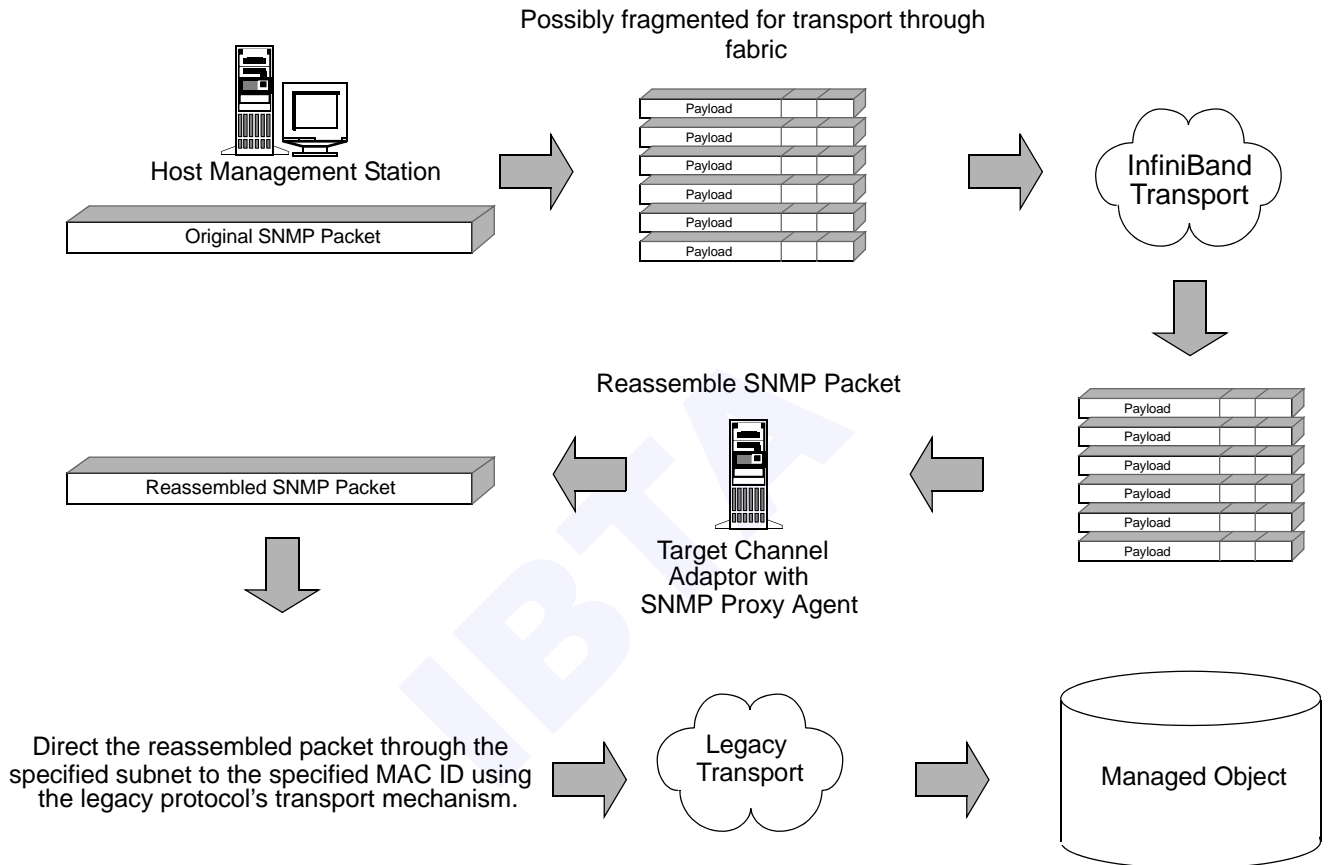 Possibly fragmented for transport through
fabric
Host Management Station
Original SNMP Packet
Payload
Payload
Payload
Payload
Payload
Payload
InfiniBand
Transport
Payload
Payload
Payload
Payload
Payload
Payload
Reassemble SNMP Packet
Target Channel
Adaptor with
SNMP Proxy Agent
Reassembled SNMP Packet
Direct the reassembled packet through the
specified subnet to the specified MAC ID using
the legacy protocol's transport mechanism.
Legacy
Transport
Managed Object
IBTA